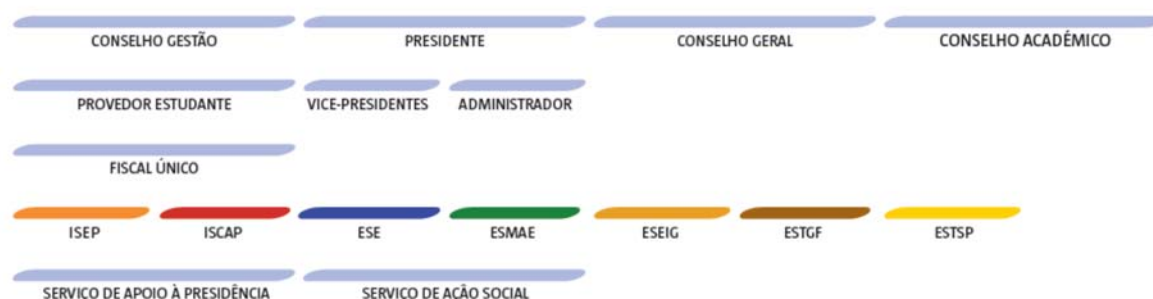 CONSELHO GESTÃO PRESIDENTE CONSELHO GERAL CONSELHO ACADÉMICO
PROVEDOR ESTUDANTE VICE-PRESIDENTES ADMINISTRADOR
FISCAL ÚNICO
ISEP ISCAP ESE ESMAE ESEIG ESTGF ESTSP
SERVIÇO DE APOIO À PRESIDÊNCIA SERVIÇO DE AÇÃO SOCIAL